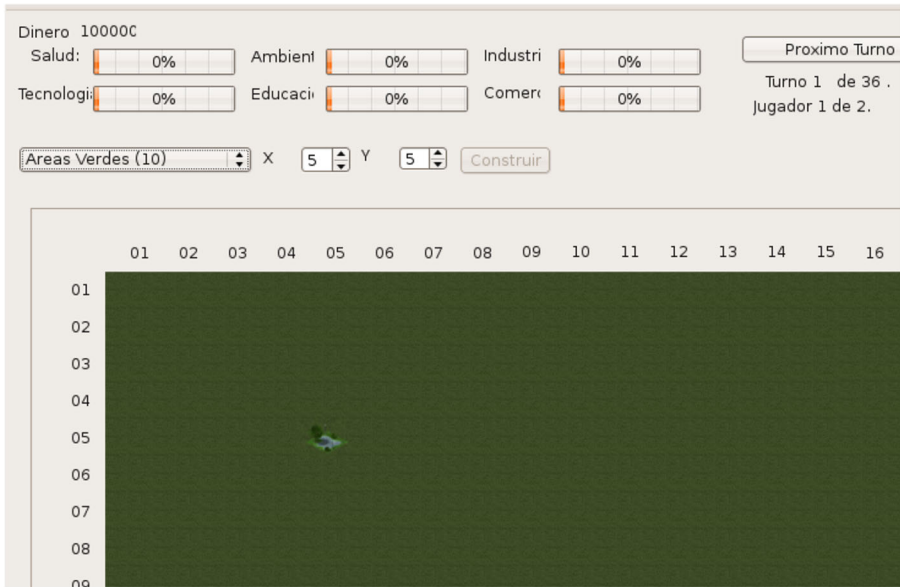 Dinero 100000
Salud: 0% Ambient 0% Industri 0% Proximo Turno
Tecnologi 0% Educaci 0% Comer 0% Turno 1 de 36 .
Jugador 1 de 2.
Areas Verdes (10) X 5 Y 5 Construir
01 02 03 04 05 06 07 08 09 10 11 12 13 14 15 16
01
02
03
04
05
06
07
08
09